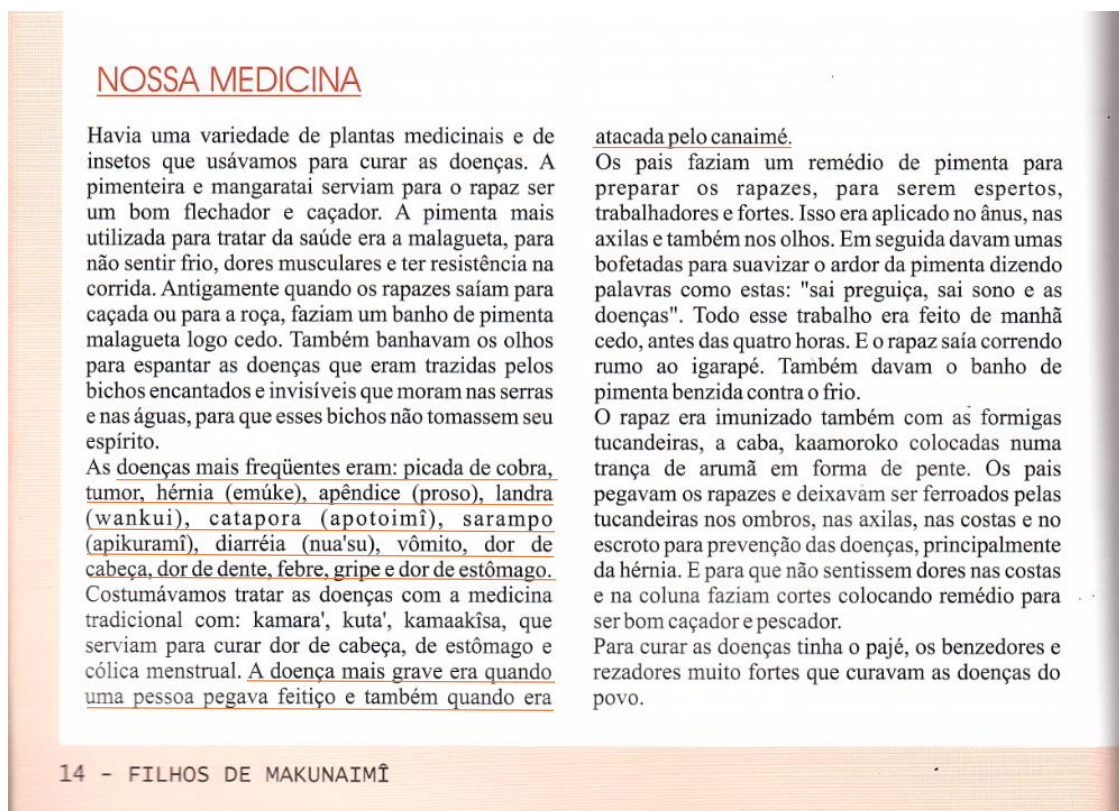 NOSSA MEDICINA
Havia uma variedade de plantas medicinais e de
insetos que usávamos para curar as doenças. A
pimenteira e mangaratai serviam para o rapaz ser
um bom flechador e caçador. A pimenta mais
utilizada para tratar da saúde era a malagueta, para
não sentir frio, dores musculares e ter resistência na
corrida. Antigamente quando os rapazes saíam para
caçada ou para a roça, faziam um banho de pimenta
malagueta logo cedo. Também banhavam os olhos
para espantar as doenças que eram trazidas pelos
bichos encantados e invisíveis que moram nas serras
e nas águas, para que esses bichos não tomassem seu
espírito.
As doenças mais freqüentes eram: picada de cobra,
tumor, hérnia (emúke), apêndice (proso), landra
(wankui), catapora (apotoimî), sarampo
(apikuramî), diarréia (nua'su), vômito, dor de
cabeça, dor de dente, febre, gripe e dor de estômago.
Costumávamos tratar as doenças com a medicina
tradicional com: kamara', kuta', kamaakîsa, que
serviam para curar dor de cabeça, de estômago e
cólica menstrual. A doença mais grave era quando
uma pessoa pegava feitiço e também quando era
atacada pelo canaimé.
Os pais faziam um remédio de pimenta para
preparar os rapazes, para serem espertos,
trabalhadores e fortes. Isso era aplicado no ânus, nas
axilas e também nos olhos. Em seguida davam umas
bofetadas para suavizar o ardor da pimenta dizendo
palavras como estas: "sai preguiça, sai sono e as
doenças". Todo esse trabalho era feito de manhã
cedo, antes das quatro horas. E o rapaz saía correndo
rumo ao igarapé. Também davam o banho de
pimenta benzida contra o frio.
O rapaz era imunizado também com as formigas
tucandeiras, a caba, kaamoroko colocadas numa
trança de arumã em forma de pente. Os pais
pegavam os rapazes e deixavam ser ferroados pelas
tucandeiras nos ombros, nas axilas, nas costas e no
escroto para prevenção das doenças, principalmente
da hérnia. E para que não sentissem dores nas costas
e na coluna faziam cortes colocando remédio para
ser bom caçador e pescador.
Para curar as doenças tinha o pajé, os benzedores e
rezadores muito fortes que curavam as doenças do
povo.
14 - FILHOS DE MAKUNAIMÎ